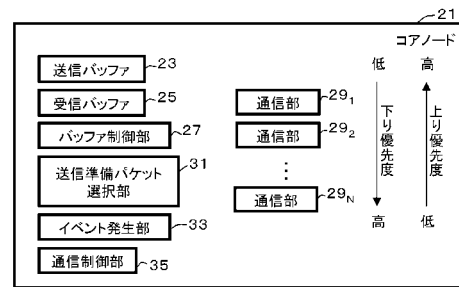 21
コアノード
送信バッファ
23
受信バッファ
25
バッファ制御部
27
送信準備パケット
選択部
31
イベント発生部
33
通信制御部
35
通信部
29₁
通信部
29₂
⋮
通信部
29N
低
下り優先度
高
高
上り優先度
低